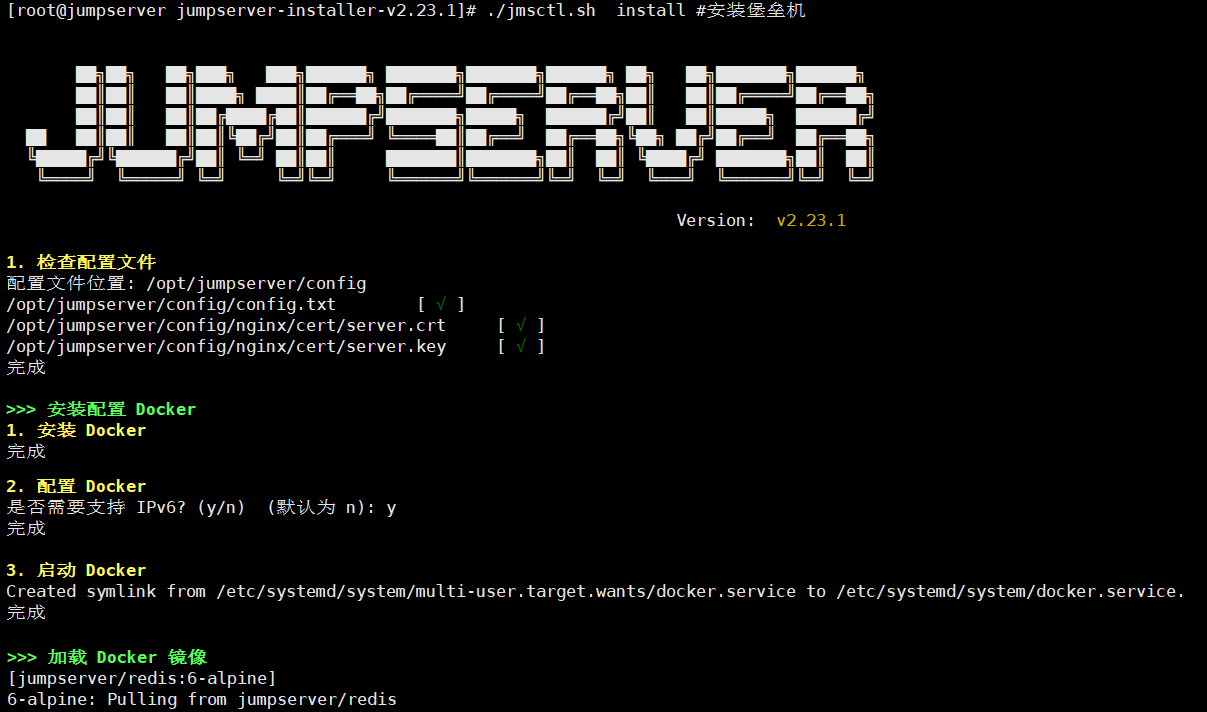 [root@jumpserver jumpserver-installer-v2.23.1]# ./jmsctl.sh  install #安装堡垒机
JUMPSERVER
Version:  v2.23.1
1. 检查配置文件
配置文件位置: /opt/jumpserver/config
/opt/jumpserver/config/config.txt        [ √ ]
/opt/jumpserver/config/nginx/cert/server.crt     [ √ ]
/opt/jumpserver/config/nginx/cert/server.key     [ √ ]
完成
>>> 安装配置 Docker
1. 安装 Docker
完成
2. 配置 Docker
是否需要支持 IPv6? (y/n)  (默认为 n): y
完成
3. 启动 Docker
Created symlink from /etc/systemd/system/multi-user.target.wants/docker.service to /etc/systemd/system/docker.service.
完成
>>> 加载 Docker 镜像
[jumpserver/redis:6-alpine]
6-alpine: Pulling from jumpserver/redis